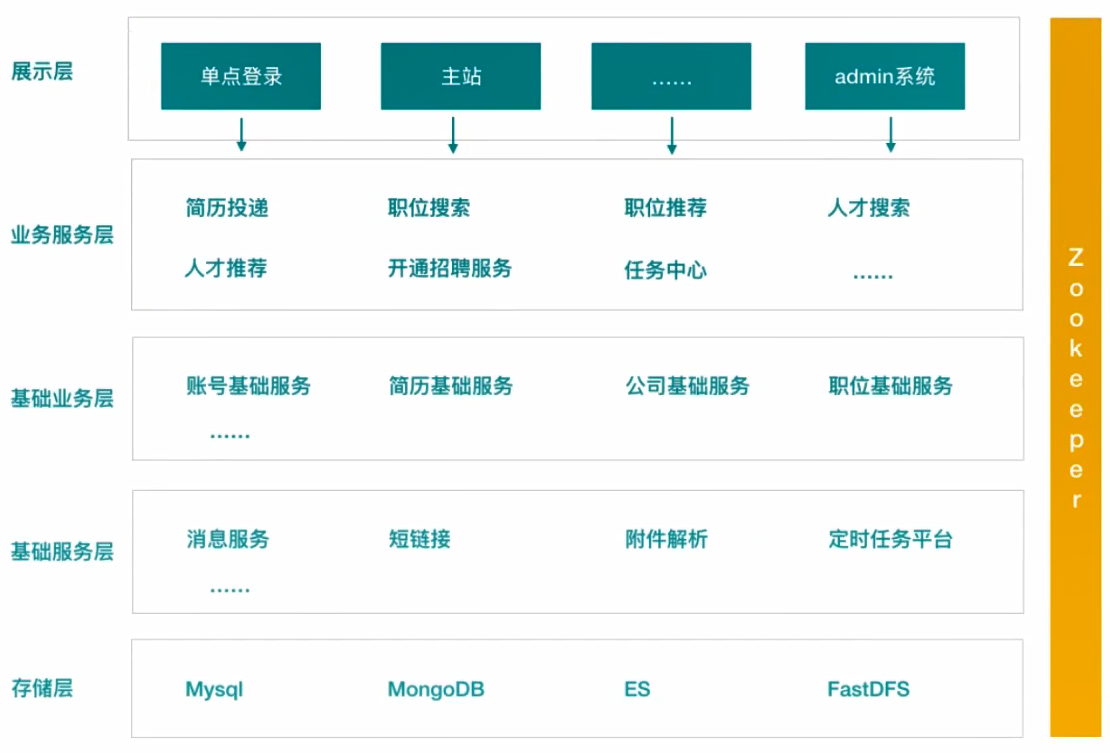 展示层
单点登录
主站
……
admin系统
业务服务层
简历投递
职位搜索
职位推荐
人才搜索
人才推荐
开通招聘服务
任务中心
……
基础业务层
账号基础服务
简历基础服务
公司基础服务
职位基础服务
……
基础服务层
消息服务
短链接
附件解析
定时任务平台
……
存储层
Mysql
MongoDB
ES
FastDFS
Zookeeper